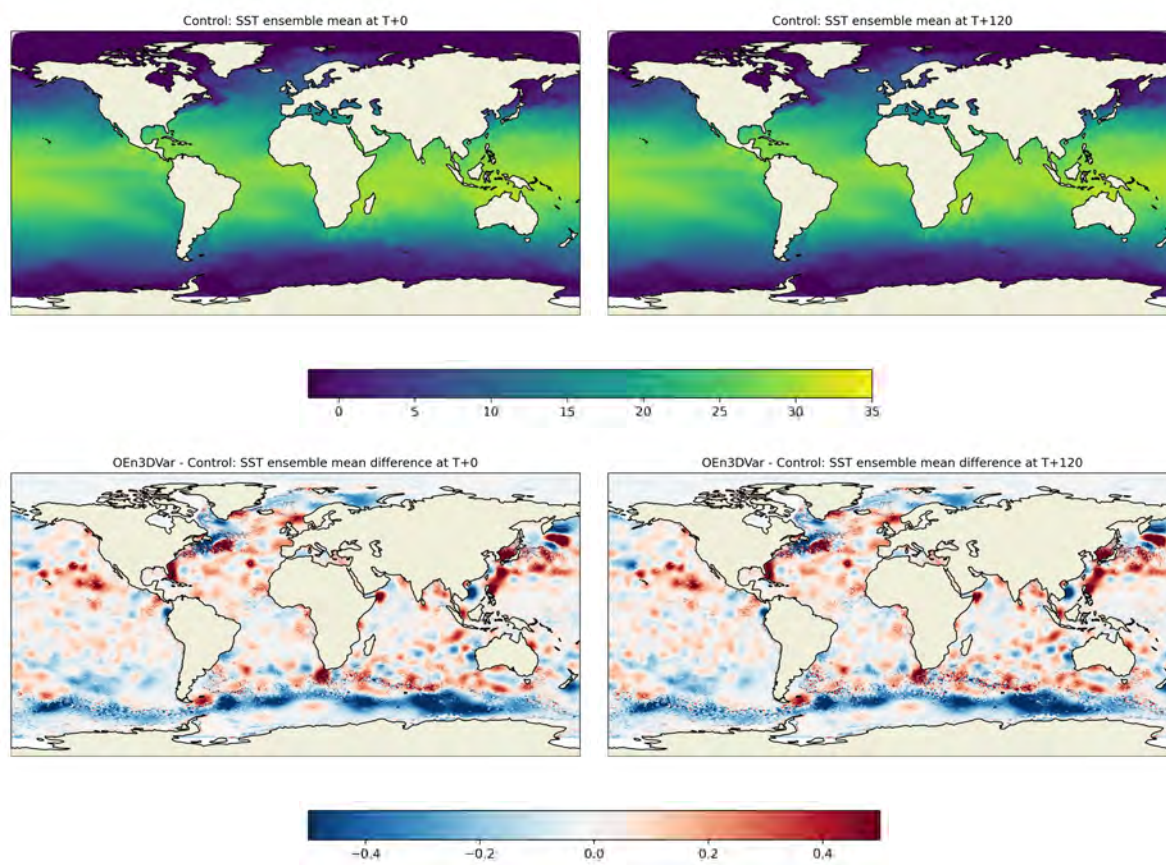 Control: SST ensemble mean at T+0
Control: SST ensemble mean at T+120
0 5 10 15 20 25 30 35
OEn3DVar - Control: SST ensemble mean difference at T+0
OEn3DVar - Control: SST ensemble mean difference at T+120
−0.4 −0.2 0.0 0.2 0.4